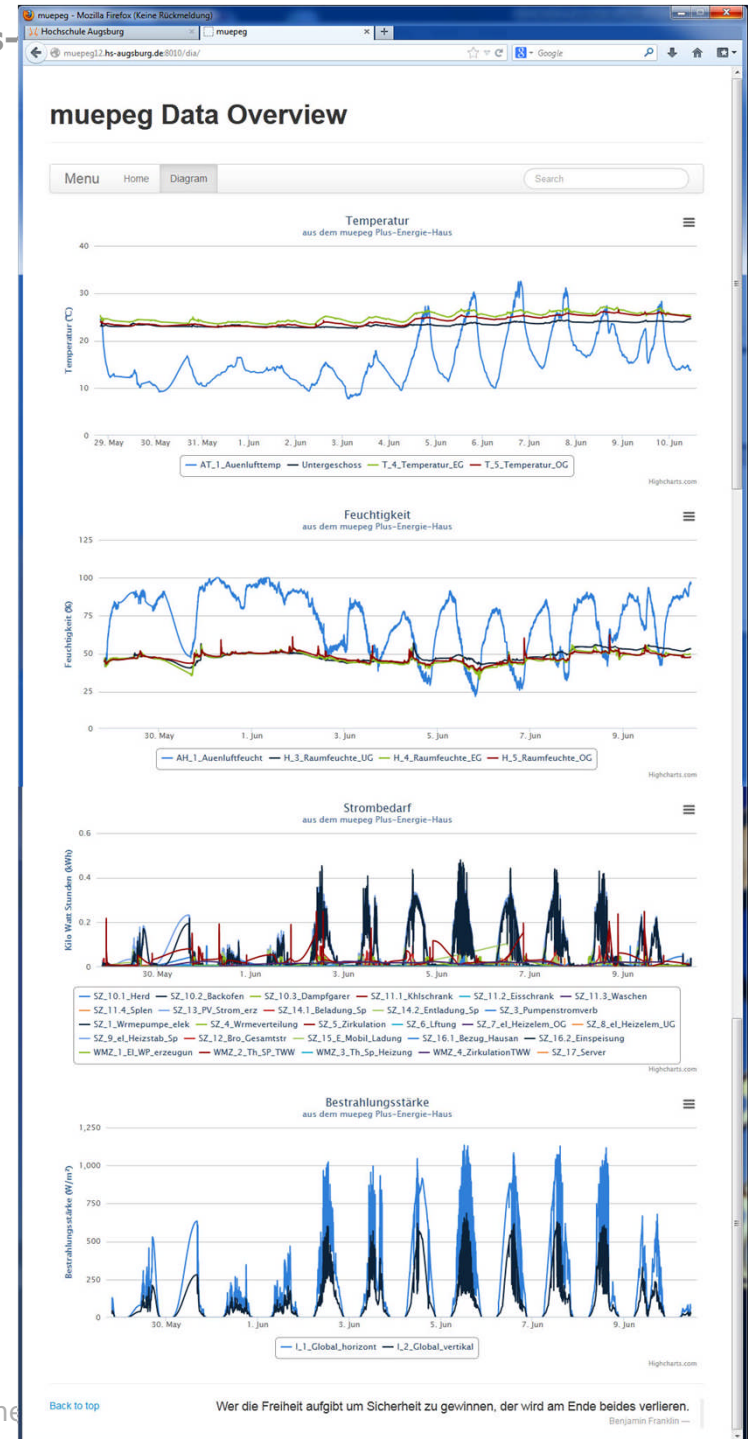 muepeg - Mozilla Firefox (Keine Rückmeldung)
Hochschule Augsburg × muepeg × +
muepeg12.hs-augsburg.de:8010/dia/ Google
s-
muepeg Data Overview
Menu Home Diagram Search
Temperatur
aus dem muepeg Plus-Energie-Haus
Temperatur (°C)
40
30
20
10
0
29. May 30. May 31. May 1. Jun 2. Jun 3. Jun 4. Jun 5. Jun 6. Jun 7. Jun 8. Jun 9. Jun 10. Jun
AT_1_Auenlufttemp Untergeschoss T_4_Temperatur_EG T_5_Temperatur_OG
Highcharts.com
Feuchtigkeit
aus dem muepeg Plus-Energie-Haus
Feuchtigkeit (%)
125
100
75
50
25
0
30. May 1. Jun 3. Jun 5. Jun 7. Jun 9. Jun
AH_1_Auenluftfeucht H_3_Raumfeuchte_UG H_4_Raumfeuchte_EG H_5_Raumfeuchte_OG
Highcharts.com
Strombedarf
aus dem muepeg Plus-Energie-Haus
Kilo Watt Stunden (kWh)
0.6
0.4
0.2
0
30. May 1. Jun 3. Jun 5. Jun 7. Jun 9. Jun
SZ_10.1_Herd SZ_10.2_Backofen SZ_10.3_Dampfgarer SZ_11.1_Khlschrank SZ_11.2_Eisschrank SZ_11.3_Waschen
SZ_11.4_Splen SZ_13_PV_Strom_erz SZ_14.1_Beladung_Sp SZ_14.2_Entladung_Sp SZ_3_Pumpenstromverb
SZ_1_Wrmepumpe_elek SZ_4_Wrmeverteilung SZ_5_Zirkulation SZ_6_Lftung SZ_7_el_Heizelem_OG SZ_8_el_Heizelem_UG
SZ_9_el_Heizstab_Sp SZ_12_Bro_Gesamtstr SZ_15_E_Mobil_Ladung SZ_16.1_Bezug_Hausan SZ_16.2_Einspeisung
WMZ_1_El_WP_erzeugun WMZ_2_Th_SP_TWW WMZ_3_Th_Sp_Heizung WMZ_4_ZirkulationTWW SZ_17_Server
Highcharts.com
Bestrahlungsstärke
aus dem muepeg Plus-Energie-Haus
Bestrahlungsstärke (W/m²)
1,250
1,000
750
500
250
0
30. May 1. Jun 3. Jun 5. Jun 7. Jun 9. Jun
I_1_Global_horizont I_2_Global_vertikal
Highcharts.com
Back to top
Wer die Freiheit aufgibt um Sicherheit zu gewinnen, der wird am Ende beides verlieren.
Benjamin Franklin —